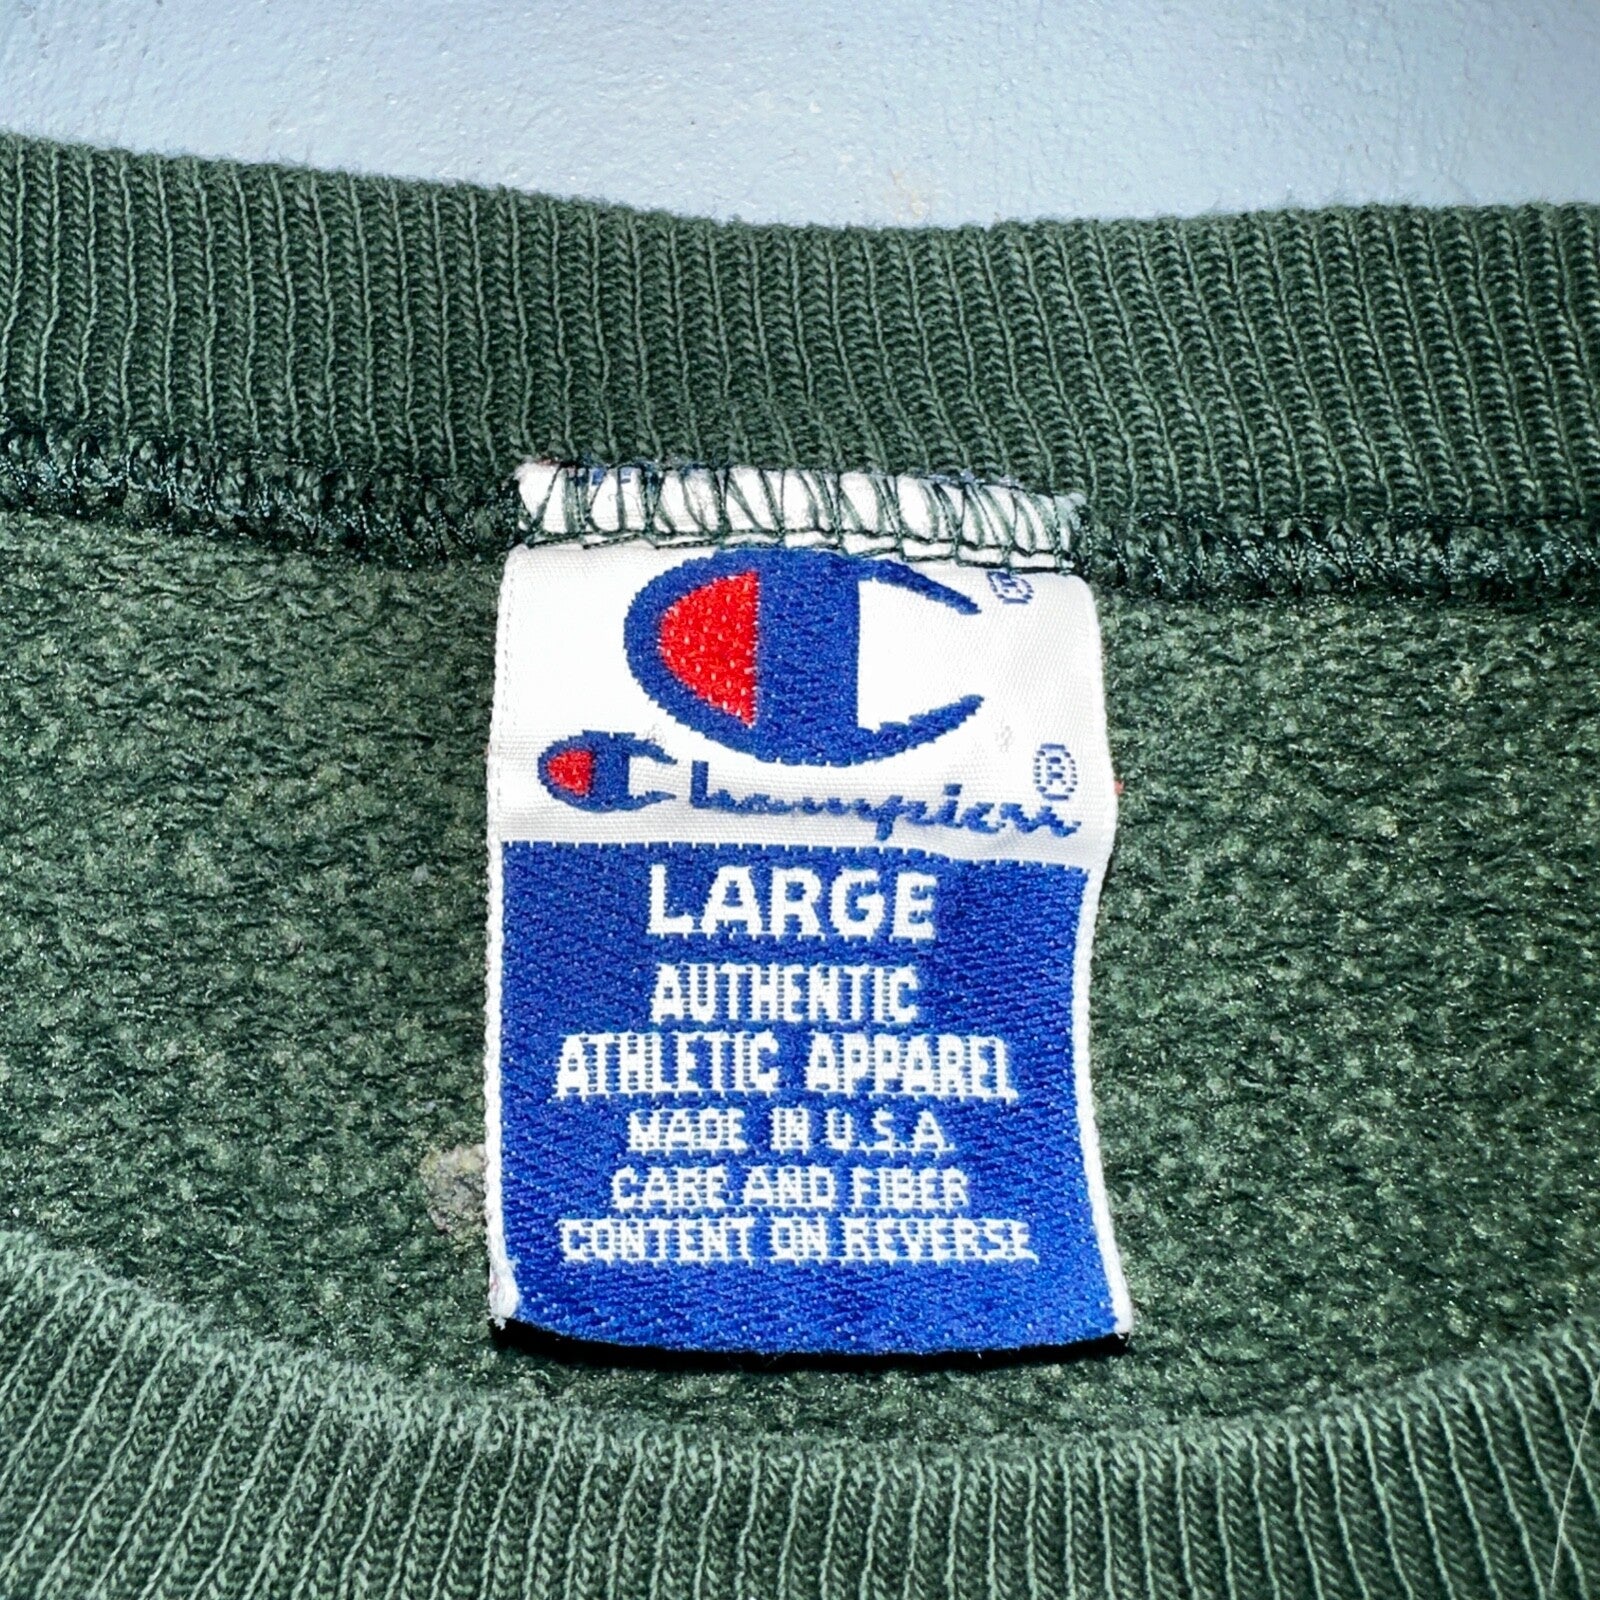 ®
Champion®
LARGE
AUTHENTIC
ATHLETIC APPAREL
MADE IN U.S.A.
CARE AND FIBER
CONTENT ON REVERSE